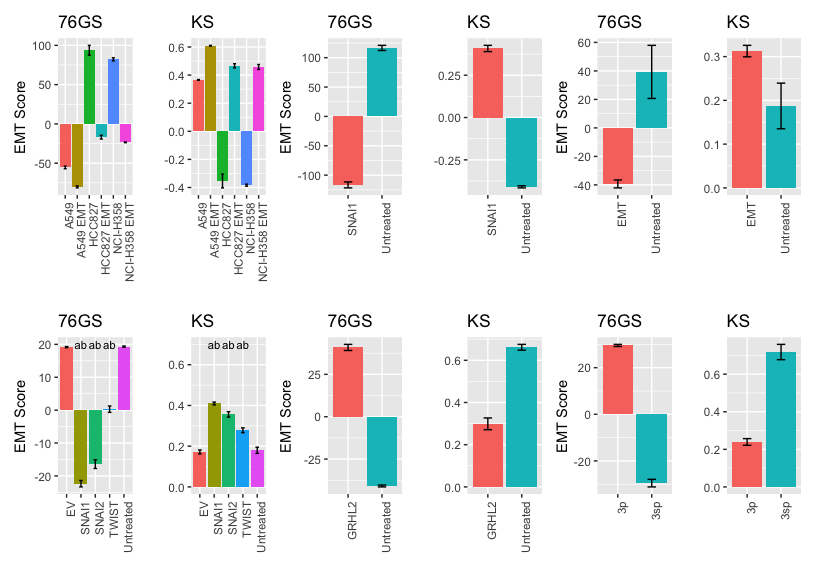 76GS
KS
76GS
KS
76GS
KS
EMT Score
100
50
0
-50
A549
A549 EMT
HCC827
HCC827 EMT
NCI-H358
NCI-H358 EMT
0.6
0.4
0.2
0.0
-0.2
-0.4
A549
A549 EMT
HCC827
HCC827 EMT
NCI-H358
NCI-H358 EMT
EMT Score
100
50
0
-50
-100
SNAI1
Untreated
0.25
0.00
-0.25
SNAI1
Untreated
EMT Score
60
40
20
0
-20
-40
EMT
Untreated
0.3
0.2
0.1
0.0
EMT
Untreated
76GS
KS
76GS
KS
76GS
KS
EMT Score
20
10
0
-10
-20
ab ab ab
EV
SNAI1
SNAI2
TWIST
Untreated
0.6
0.4
0.2
0.0
ab ab ab
EV
SNAI1
SNAI2
TWIST
Untreated
EMT Score
25
0
-25
GRHL2
Untreated
0.6
0.4
0.2
0.0
GRHL2
Untreated
EMT Score
20
0
-20
3p
3sp
0.6
0.4
0.2
0.0
3p
3sp